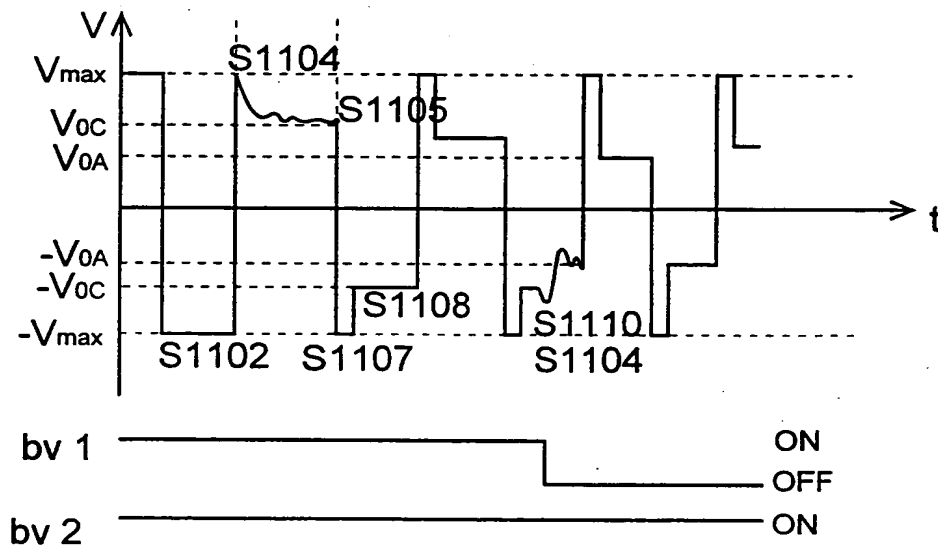 V
Vmax
S1104
V0C
S1105
V0A
t
-V0A
-V0C
S1108
S1110
-Vmax
S1102
S1107
S1104
bv 1
ON
OFF
bv 2
ON